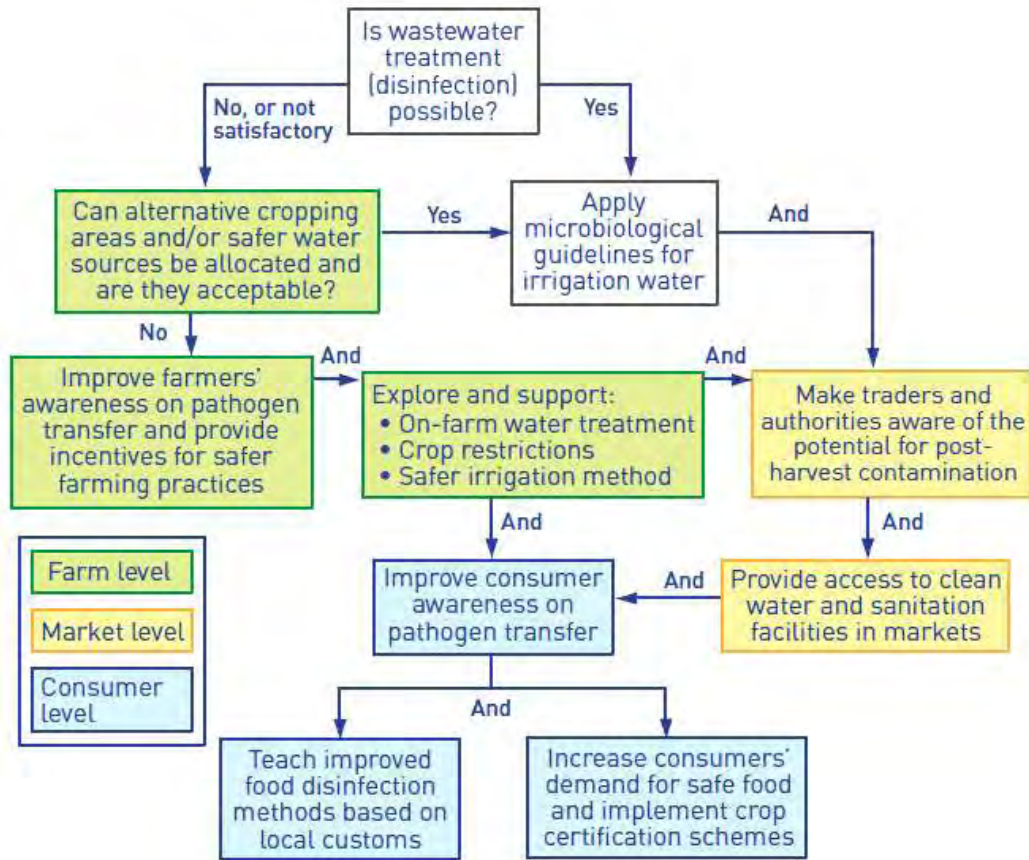 Is wastewater
treatment
(disinfection)
possible?
No, or not
satisfactory
Yes
Can alternative cropping
areas and/or safer water
sources be allocated and
are they acceptable?
Yes
Apply
microbiological
guidelines for
irrigation water
And
No
Improve farmers'
awareness on pathogen
transfer and provide
incentives for safer
farming practices
And
Explore and support:
• On-farm water treatment
• Crop restrictions
• Safer irrigation method
And
Make traders and
authorities aware of the
potential for post-
harvest contamination
And
And
Farm level
Market level
Consumer
level
Improve consumer
awareness on
pathogen transfer
And
Provide access to clean
water and sanitation
facilities in markets
And
Teach improved
food disinfection
methods based on
local customs
Increase consumers'
demand for safe food
and implement crop
certification schemes